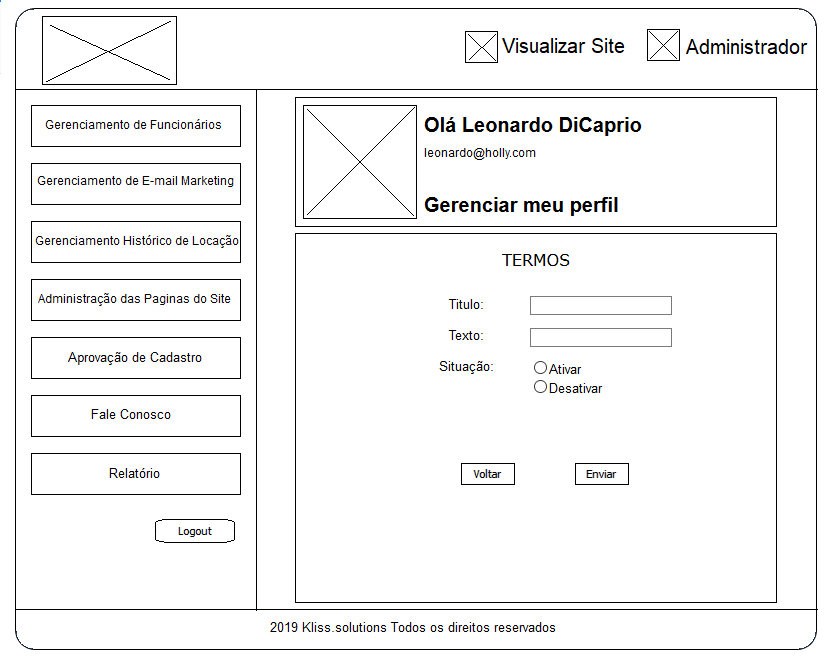 Visualizar Site
Administrador
Gerenciamento de Funcionários
Gerenciamento de E-mail Marketing
Gerenciamento Histórico de Locação
Administração das Paginas do Site
Aprovação de Cadastro
Fale Conosco
Relatório
Logout
Olá Leonardo DiCaprio
leonardo@holly.com
Gerenciar meu perfil
TERMOS
Titulo:
Texto:
Situação:
Ativar
Desativar
Voltar
Enviar
2019 Kliss.solutions Todos os direitos reservados